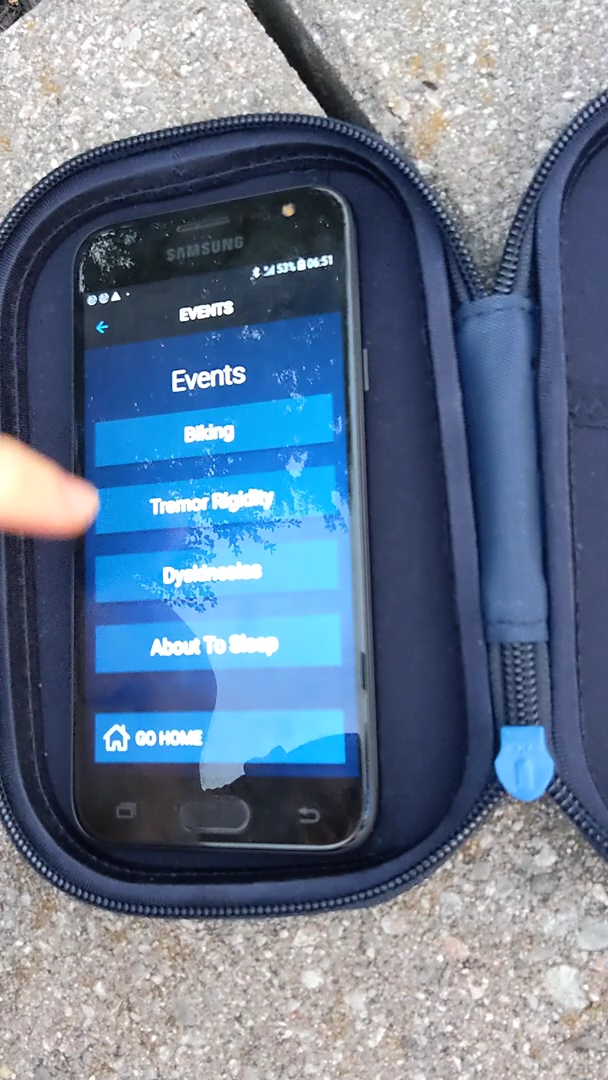 SAMSUNG
53% 06:51
EVENTS
Events
Biking
Tremor Rigidity
Dyskinesias
About To Sleep
GO HOME